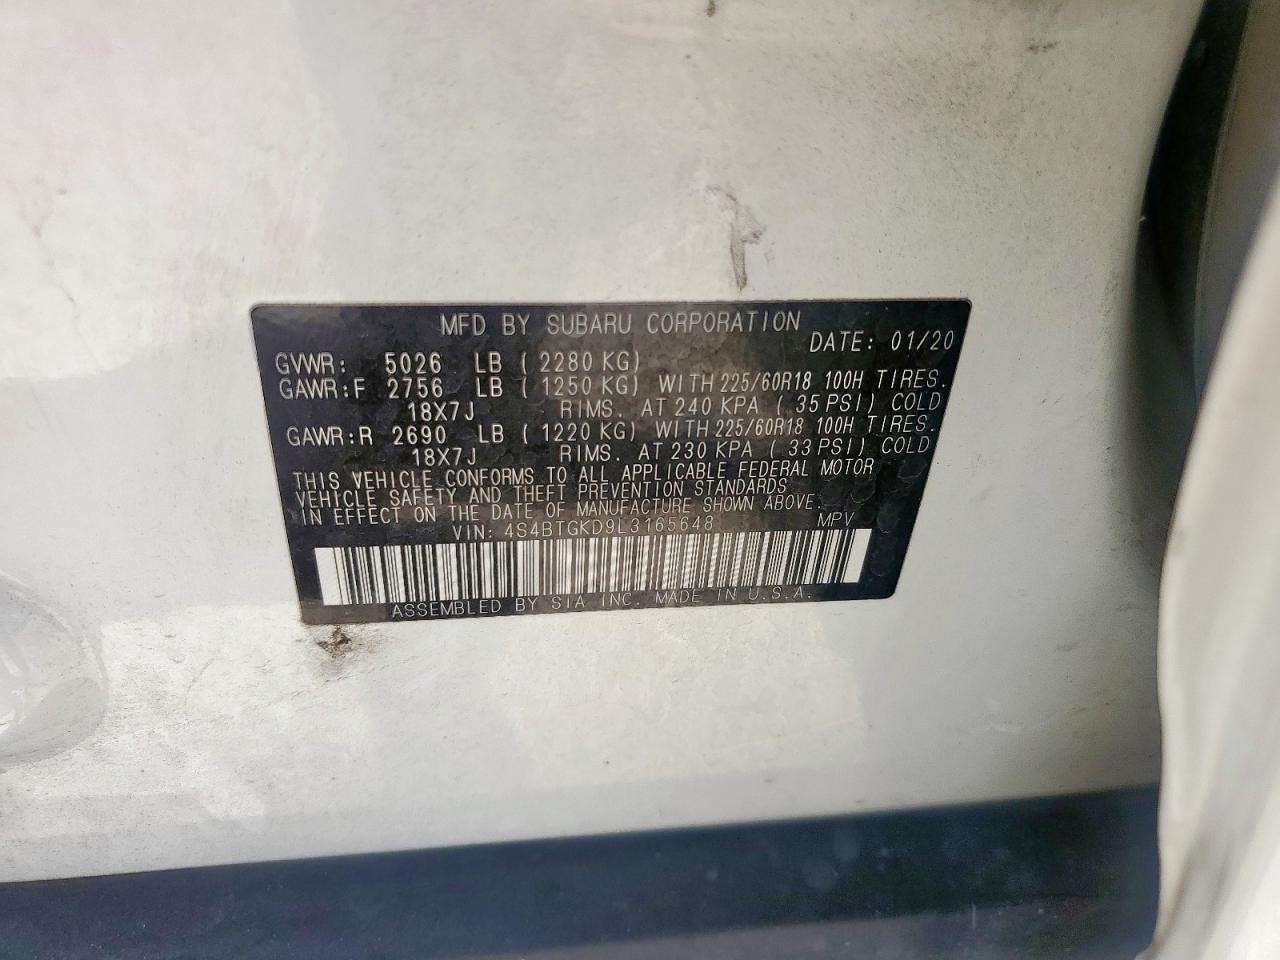 MFD BY SUBARU CORPORATION
DATE: 01/20
GVWR: 5026 LB ( 2280 KG)
GAWR:F 2756 LB ( 1250 KG) WITH 225/60R18 100H TIRES.
18X7J RIMS. AT 240 KPA ( 35 PSI) COLD
GAWR:R 2690 LB ( 1220 KG) WITH 225/60R18 100H TIRES.
18X7J RIMS. AT 230 KPA ( 33 PSI) COLD
THIS VEHICLE CONFORMS TO ALL APPLICABLE FEDERAL MOTOR
VEHICLE SAFETY AND THEFT PREVENTION STANDARDS
IN EFFECT ON THE DATE OF MANUFACTURE SHOWN ABOVE.
VIN: 4S4BTGKD9L3165648 MPV
ASSEMBLED BY SIA INC. MADE IN U.S.A.